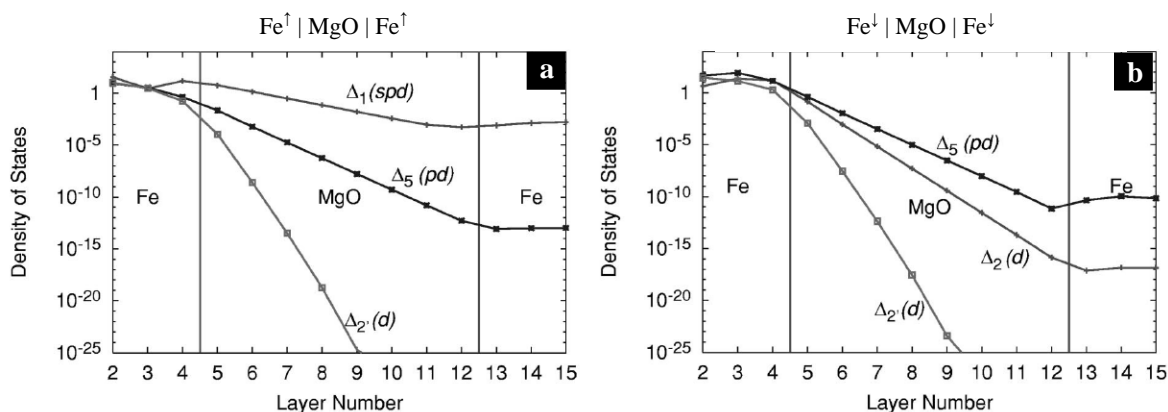 Fe↑ | MgO | Fe↑
a
Δ₁(spd)
Δ₅(pd)
Δ₂'(d)
Fe
MgO
Fe
Density of States
1
10⁻⁵
10⁻¹⁰
10⁻¹⁵
10⁻²⁰
10⁻²⁵
2 3 4 5 6 7 8 9 10 11 12 13 14 15
Layer Number
Fe↓ | MgO | Fe↓
b
Δ₅(pd)
Fe
Fe
MgO
Δ₂(d)
Δ₂'(d)
Density of States
1
10⁻⁵
10⁻¹⁰
10⁻¹⁵
10⁻²⁰
10⁻²⁵
2 3 4 5 6 7 8 9 10 11 12 13 14 15
Layer Number